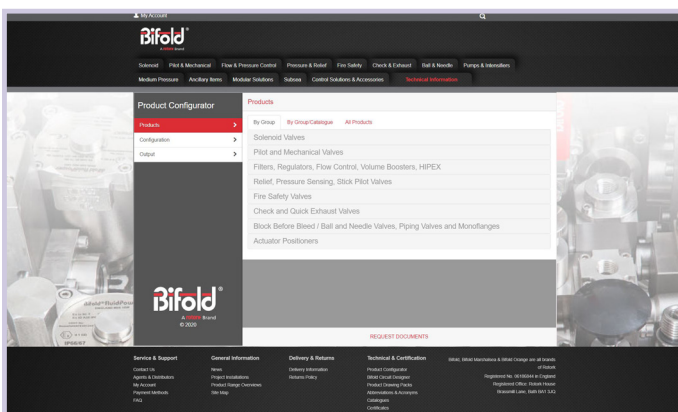 My Account
Bifold®
A rotork Brand
Solenoid Pilot & Mechanical Flow & Pressure Control Pressure & Relief Fire Safety Check & Exhaust Ball & Needle Pumps & Intensifiers
Medium Pressure Ancillary Items Modular Solutions Subsea Control Solutions & Accessories Technical Information
Product Configurator
Products
Configuration
Output
Products
By Group By Group/Catalogue All Products
Solenoid Valves
Pilot and Mechanical Valves
Filters, Regulators, Flow Control, Volume Boosters, HIPEX
Relief, Pressure Sensing, Stick Pilot Valves
Fire Safety Valves
Check and Quick Exhaust Valves
Block Before Bleed / Ball and Needle Valves, Piping Valves and Monoflanges
Actuator Positioners
Bifold®
A rotork Brand
© 2020
REQUEST DOCUMENTS
IP66/67
Service & Support
Contact Us
Agents & Distributors
My Account
Payment Methods
FAQ
General Information
News
Project Installations
Product Range Overviews
Site Map
Delivery & Returns
Delivery Information
Returns Policy
Technical & Certification
Product Configurator
Bifold Circuit Designer
Product Drawing Packs
Abbreviations & Acronyms
Catalogues
Certificates
Bifold, Bifold Marshalsea & Bifold Orange are all brands
of Rotork
Registered No. 06190944 in England
Registered Office: Rotork House
Brassmill Lane, Bath BA1 3JQ